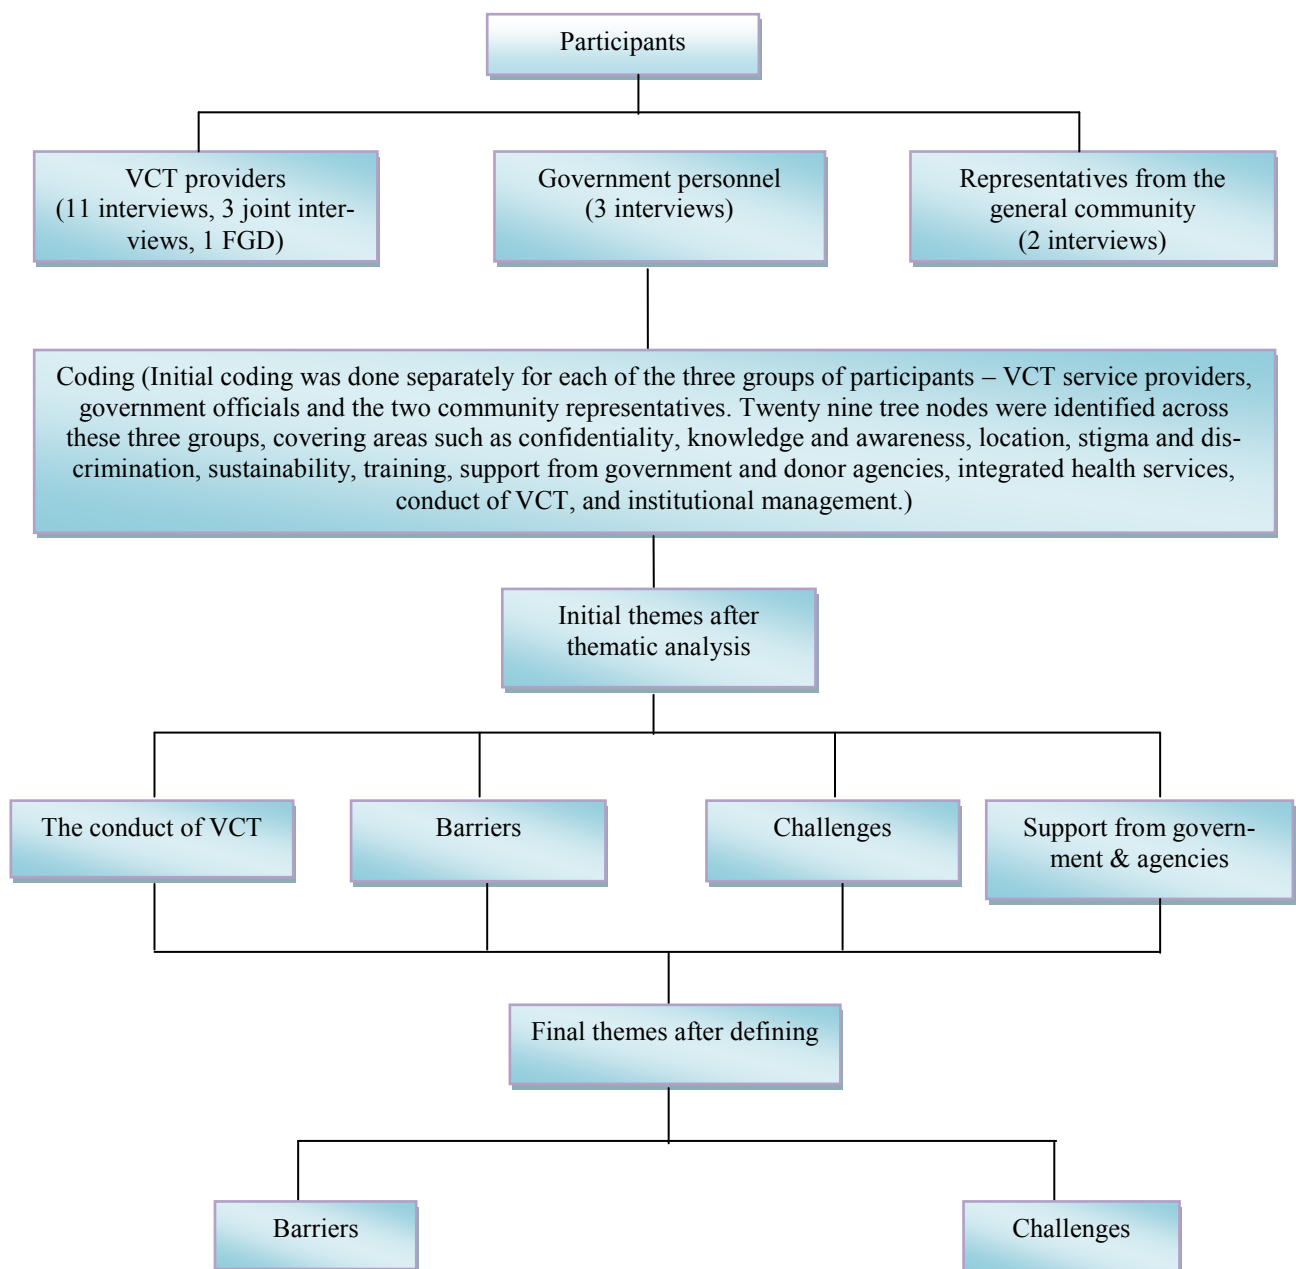 Participants
VCT providers
(11 interviews, 3 joint inter-
views, 1 FGD)
Government personnel
(3 interviews)
Representatives from the
general community
(2 interviews)
Coding (Initial coding was done separately for each of the three groups of participants – VCT service providers,
government officials and the two community representatives. Twenty nine tree nodes were identified across
these three groups, covering areas such as confidentiality, knowledge and awareness, location, stigma and dis-
crimination, sustainability, training, support from government and donor agencies, integrated health services,
conduct of VCT, and institutional management.)
Initial themes after
thematic analysis
The conduct of VCT
Barriers
Challenges
Support from govern-
ment & agencies
Final themes after defining
Barriers
Challenges